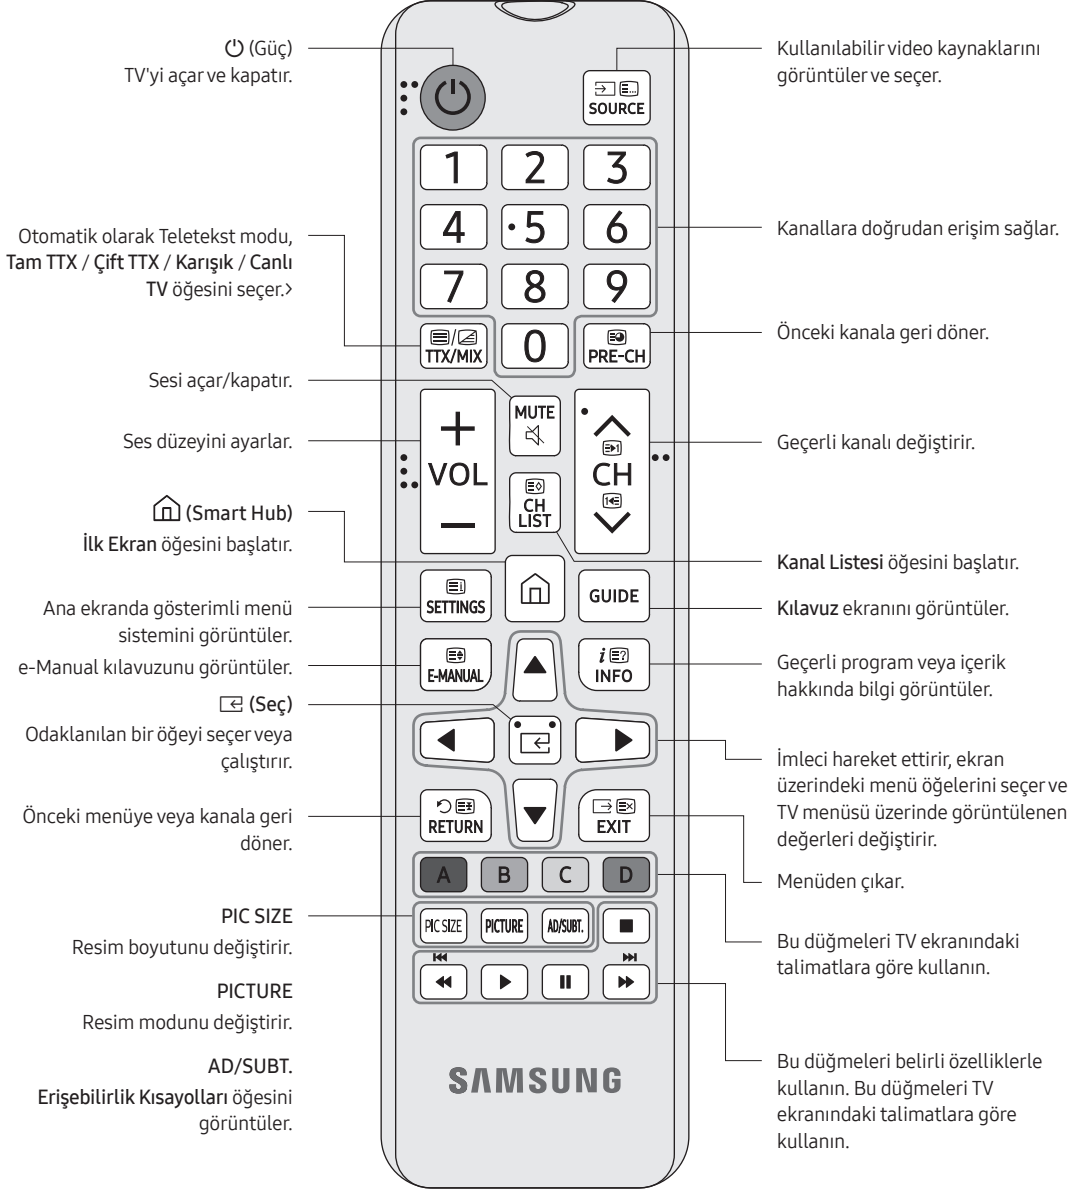 (Güç)
TV'yi açar ve kapatır.
Otomatik olarak Teletekst modu,
Tam TTX / Çift TTX / Karışık / Canlı
TV öğesini seçer.>
Sesi açar/kapatır.
Ses düzeyini ayarlar.
(Smart Hub)
İlk Ekran öğesini başlatır.
Ana ekranda gösterimli menü
sistemini görüntüler.
e-Manual kılavuzunu görüntüler.
(Seç)
Odaklanılan bir öğeyi seçer veya
çalıştırır.
Önceki menüye veya kanala geri
döner.
PIC SIZE
Resim boyutunu değiştirir.
PICTURE
Resim modunu değiştirir.
AD/SUBT.
Erişebilirlik Kısayolları öğesini
görüntüler.
SOURCE
1 2 3
4 5 6
7 8 9
TTX/MIX 0 PRE-CH
MUTE
VOL
CH
CH
LIST
SETTINGS
GUIDE
E-MANUAL
INFO
RETURN
EXIT
A B C D
PIC SIZE PICTURE AD/SUBT.
SAMSUNG
Kullanılabilir video kaynaklarını
görüntüler ve seçer.
Kanallara doğrudan erişim sağlar.
Önceki kanala geri döner.
Geçerli kanalı değiştirir.
Kanal Listesi öğesini başlatır.
Kılavuz ekranını görüntüler.
Geçerli program veya içerik
hakkında bilgi görüntüler.
İmleci hareket ettirir, ekran
üzerindeki menü öğelerini seçer ve
TV menüsü üzerinde görüntülenen
değerleri değiştirir.
Menüden çıkar.
Bu düğmeleri TV ekranındaki
talimatlara göre kullanın.
Bu düğmeleri belirli özelliklerle
kullanın. Bu düğmeleri TV
ekranındaki talimatlara göre
kullanın.